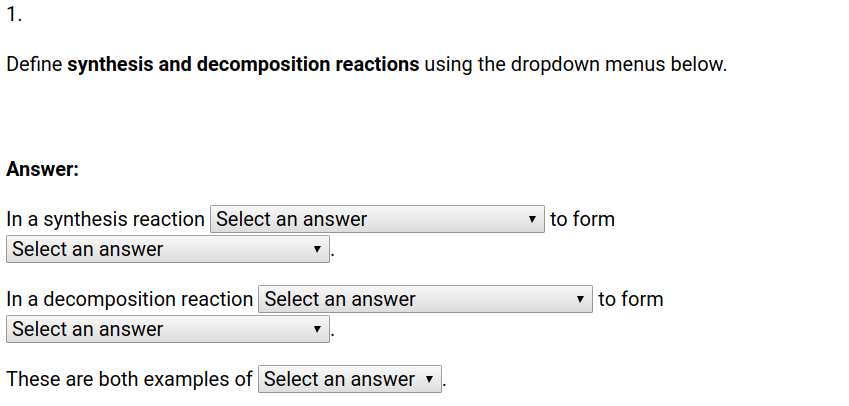 1.
Define synthesis and decomposition reactions using the dropdown menus below.
Answer:
In a synthesis reaction Select an answer to form
Select an answer .
In a decomposition reaction Select an answer to form
Select an answer .
These are both examples of Select an answer .